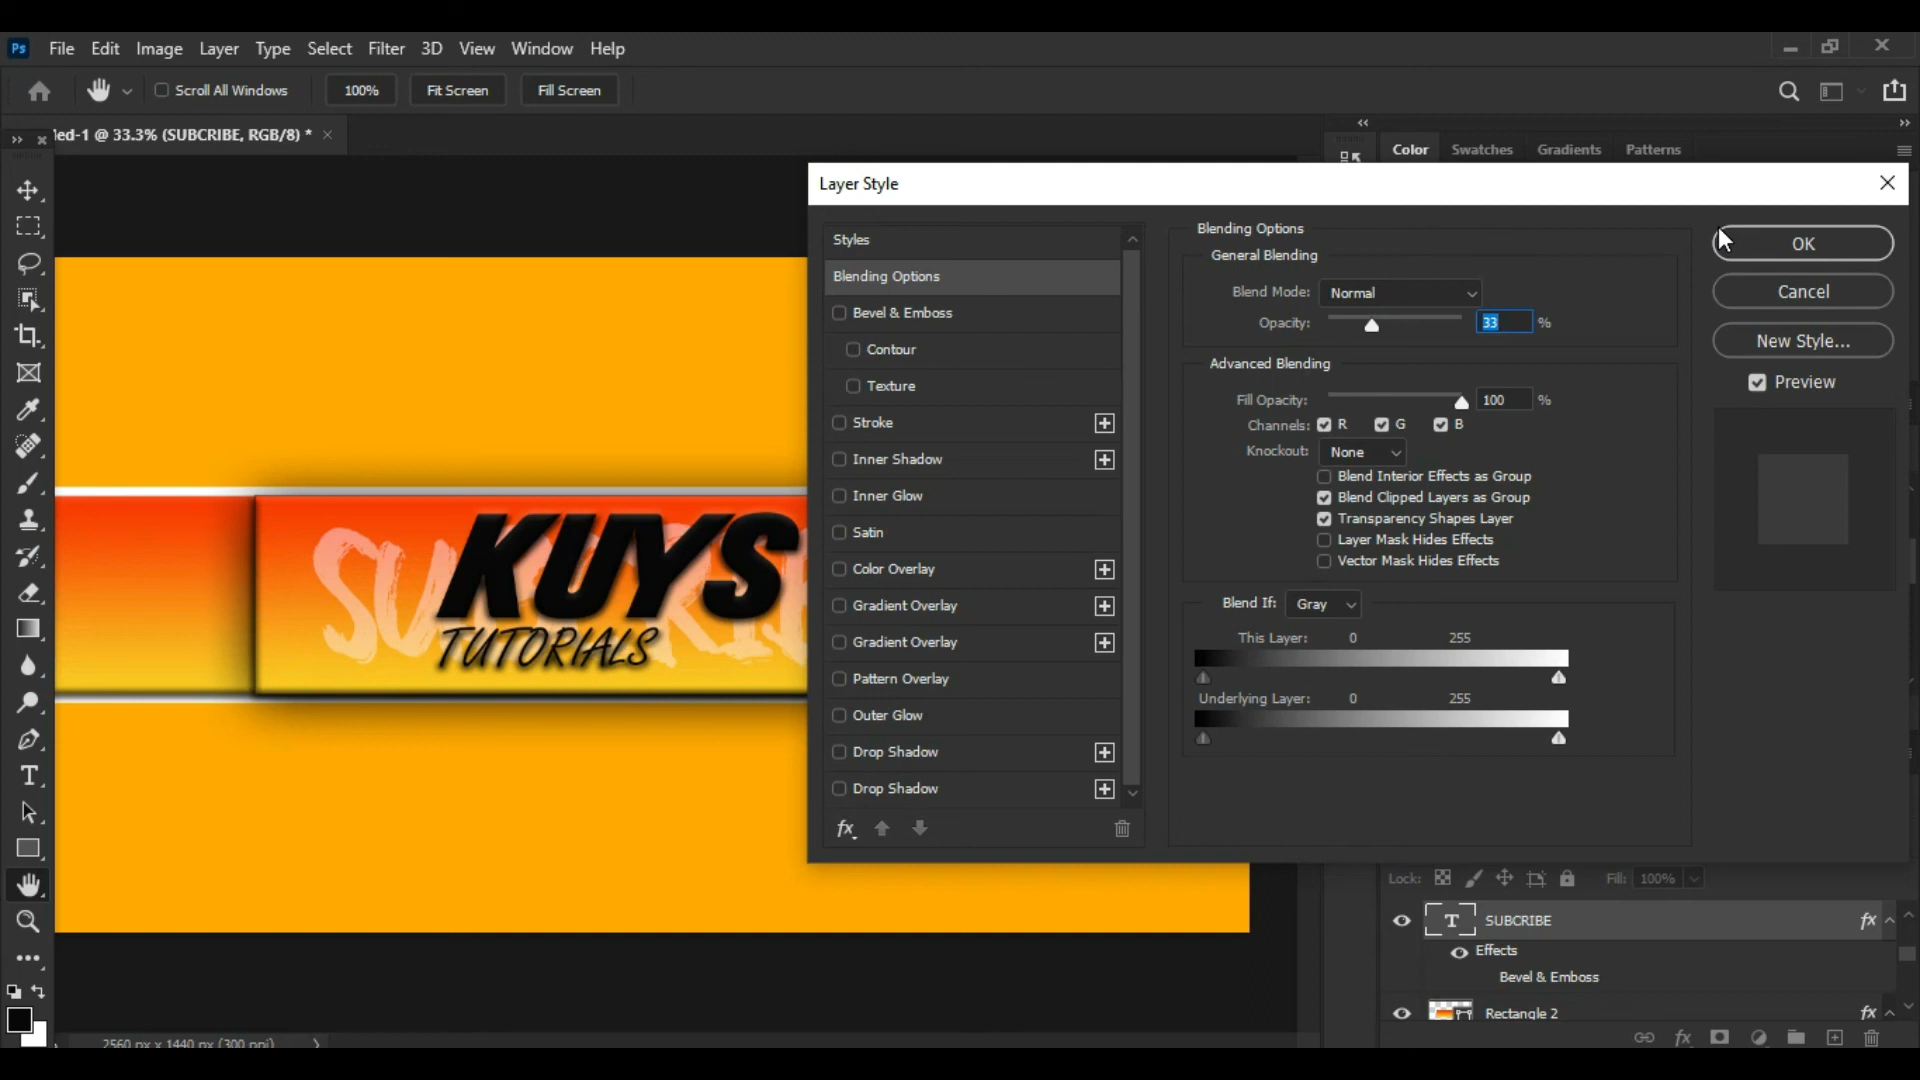 Ps File Edit Image Layer Type Select Filter 3D View Window Help
Scroll All Windows 100% Fit Screen Fill Screen
led-1 @ 33.3% (SUBCRIBE, RGB/8) *
Color Swatches Gradients Patterns
Layer Style
Styles
Blending Options
Bevel & Emboss
Contour
Texture
Stroke
Inner Shadow
Inner Glow
Satin
Color Overlay
Gradient Overlay
Gradient Overlay
Pattern Overlay
Outer Glow
Drop Shadow
Drop Shadow
fx
Blending Options
General Blending
Blend Mode: Normal
Opacity: 33 %
Advanced Blending
Fill Opacity: 100 %
Channels: R G B
Knockout: None
Blend Interior Effects as Group
Blend Clipped Layers as Group
Transparency Shapes Layer
Layer Mask Hides Effects
Vector Mask Hides Effects
Blend If: Gray
This Layer: 0 255
Underlying Layer: 0 255
OK
Cancel
New Style...
Preview
KUYS
TUTORIALS
Lock: Fill: 100%
T SUBCRIBE fx
Effects
Bevel & Emboss
Rectangle 2 fx
fx
2560 px x 1440 px (300 ppi)